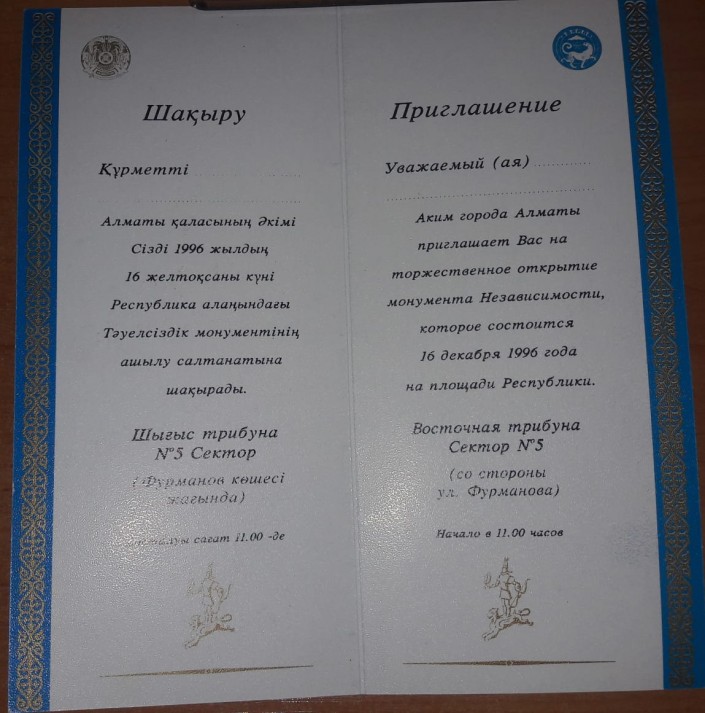 Шақыру
Құрметті
Алматы қаласының Әкімі
Сізді 1996 жылдың
16 желтоқсаны күні
Республика алаңындағы
Тәуелсіздік монументінің
ашылу салтанатына
шақырады.
Шығыс трибуна
№5 Сектор
(Фурманов көшесі
жағында)
сағат 11.00 -де
Приглашение
Уважаемый (ая)
Аким города Алматы
приглашает Вас на
торжественное открытие
монумента Независимости,
которое состоится
16 декабря 1996 года
на площади Республики.
Восточная трибуна
Сектор №5
(со стороны
ул. Фурманова)
Начало в 11.00 часов